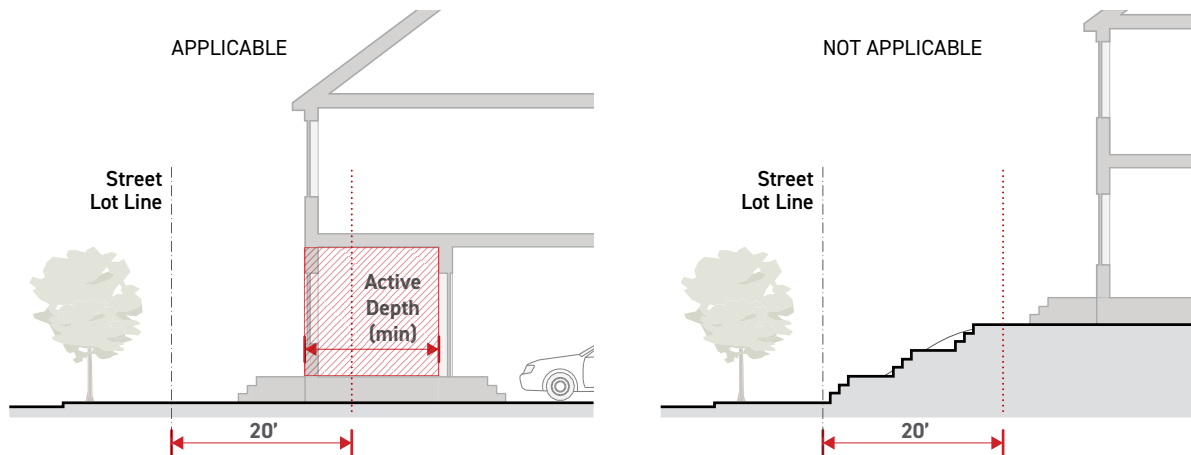 APPLICABLE
Street
Lot Line
Active
Depth
(min)
20'
NOT APPLICABLE
Street
Lot Line
20'